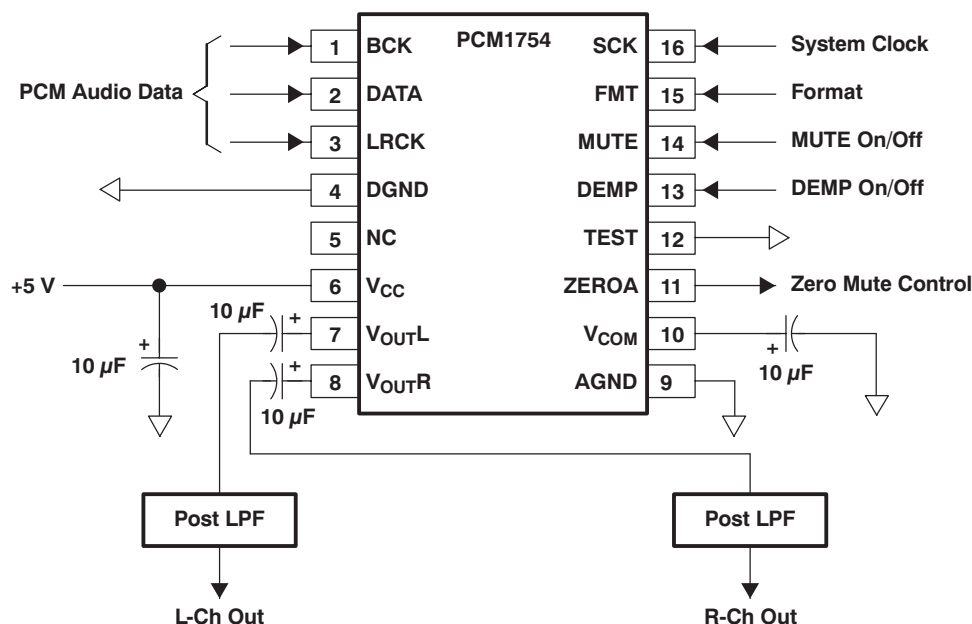 PCM1754
PCM Audio Data
1 BCK
2 DATA
3 LRCK
4 DGND
5 NC
+5 V
6 VCC
10 µF
7 VOUTL
10 µF
8 VOUTR
10 µF
SCK 16 System Clock
FMT 15 Format
MUTE 14 MUTE On/Off
DEMP 13 DEMP On/Off
TEST 12
ZEROA 11 Zero Mute Control
VCOM 10
10 µF
AGND 9
Post LPF
Post LPF
L-Ch Out
R-Ch Out